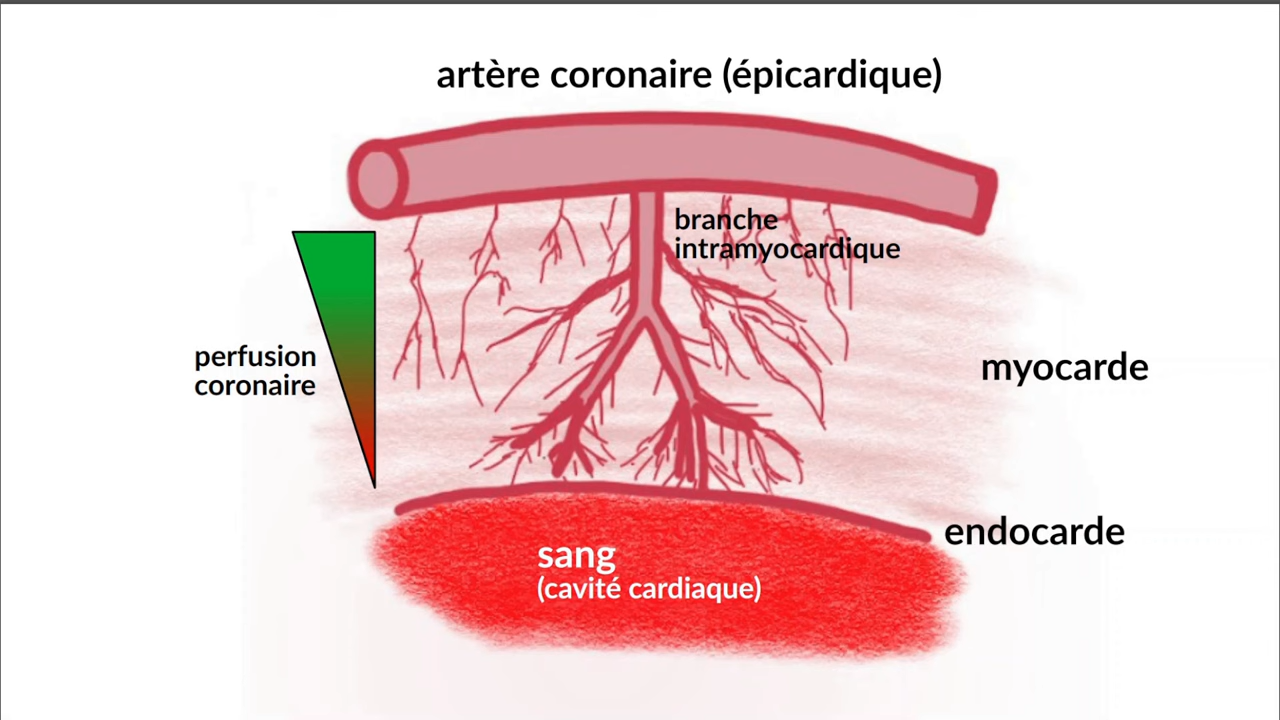 artère coronaire (épicardique)
branche
intramyocardique
perfusion
coronaire
myocarde
endocarde
sang
(cavité cardiaque)